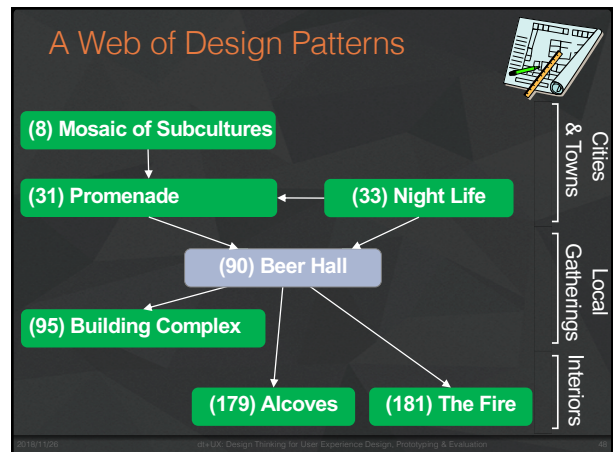 A Web of Design Patterns
(8) Mosaic of Subcultures
(31) Promenade
(33) Night Life
(90) Beer Hall
(95) Building Complex
(179) Alcoves
(181) The Fire
Cities
& Towns
Local
Gatherings
Interiors
2018/11/26
dt+UX: Design Thinking for User Experience Design, Prototyping & Evaluation
48